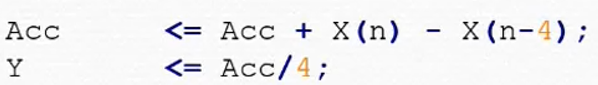 Acc <= Acc + X(n) - X(n-4);
Y <= Acc/4;